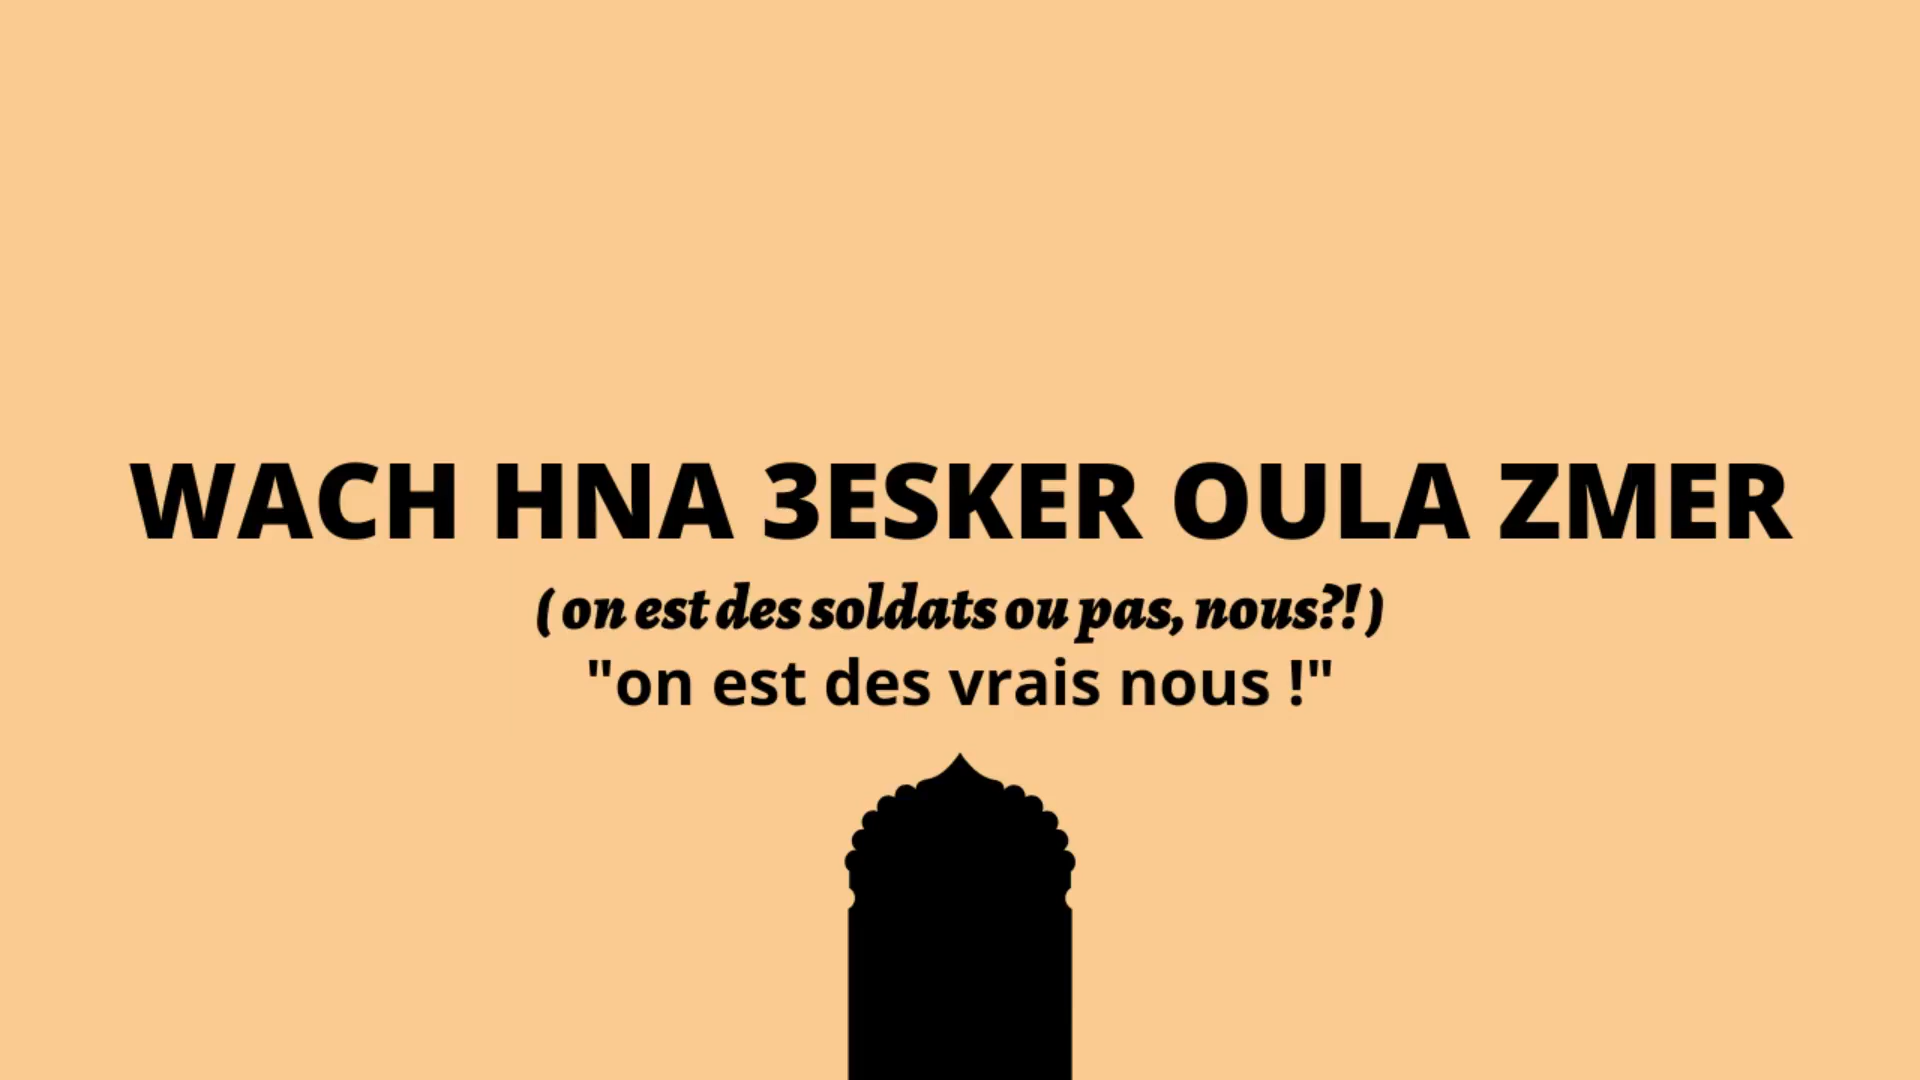 WACH HNA 3ESKER OULA ZMER
( on est des soldats ou pas, nous?! )
"on est des vrais nous !"